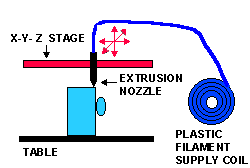 X-Y-Z STAGE
EXTRUSION
NOZZLE
TABLE
PLASTIC
FILAMENT
SUPPLY COIL